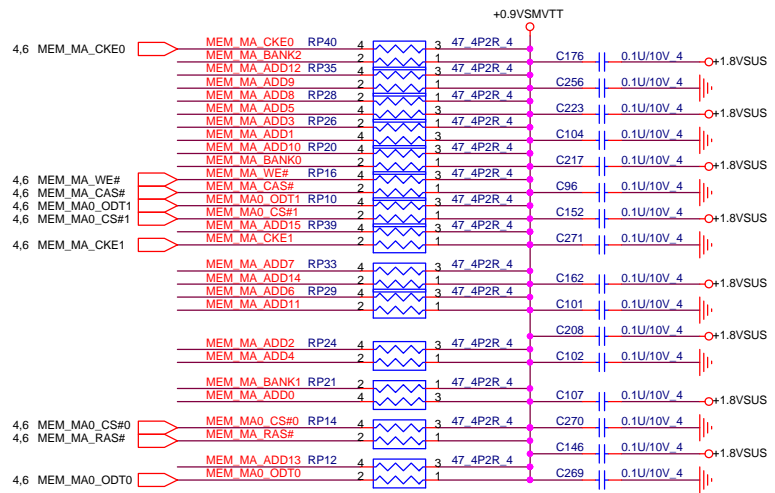 +0.9VSMVTT
4,6 MEM_MA_CKE0 MEM_MA_CKE0 RP40 4 3 47_4P2R_4
MEM_MA_BANK2 2 1 C176 0.1U/10V_4 +1.8VSUS
MEM_MA_ADD12 RP35 4 3 47_4P2R_4
MEM_MA_ADD9 2 1 C256 0.1U/10V_4
MEM_MA_ADD8 RP28 2 1 47_4P2R_4
MEM_MA_ADD5 4 3 C223 0.1U/10V_4 +1.8VSUS
MEM_MA_ADD3 RP26 2 1 47_4P2R_4
MEM_MA_ADD1 4 3 C104 0.1U/10V_4
MEM_MA_ADD10 RP20 4 3 47_4P2R_4
MEM_MA_BANK0 2 1 C217 0.1U/10V_4 +1.8VSUS
4,6 MEM_MA_WE# MEM_MA_WE# RP16 4 3 47_4P2R_4
4,6 MEM_MA_CAS# MEM_MA_CAS# 2 1 C96 0.1U/10V_4
4,6 MEM_MA0_ODT1 MEM_MA0_ODT1 RP10 4 3 47_4P2R_4
4,6 MEM_MA0_CS#1 MEM_MA0_CS#1 2 1 C152 0.1U/10V_4 +1.8VSUS
MEM_MA_ADD15 RP39 4 3 47_4P2R_4
4,6 MEM_MA_CKE1 MEM_MA_CKE1 2 1 C271 0.1U/10V_4
MEM_MA_ADD7 RP33 4 3 47_4P2R_4
MEM_MA_ADD14 2 1 C162 0.1U/10V_4 +1.8VSUS
MEM_MA_ADD6 RP29 4 3 47_4P2R_4
MEM_MA_ADD11 2 1 C101 0.1U/10V_4
C208 0.1U/10V_4 +1.8VSUS
MEM_MA_ADD2 RP24 4 3 47_4P2R_4
MEM_MA_ADD4 2 1 C102 0.1U/10V_4
MEM_MA_BANK1 RP21 2 1 47_4P2R_4
MEM_MA_ADD0 4 3 C107 0.1U/10V_4 +1.8VSUS
4,6 MEM_MA0_CS#0 MEM_MA0_CS#0 RP14 4 3 47_4P2R_4 C270 0.1U/10V_4
4,6 MEM_MA_RAS# MEM_MA_RAS# 2 1
C146 0.1U/10V_4 +1.8VSUS
MEM_MA_ADD13 RP12 4 3 47_4P2R_4
4,6 MEM_MA0_ODT0 MEM_MA0_ODT0 2 1 C269 0.1U/10V_4